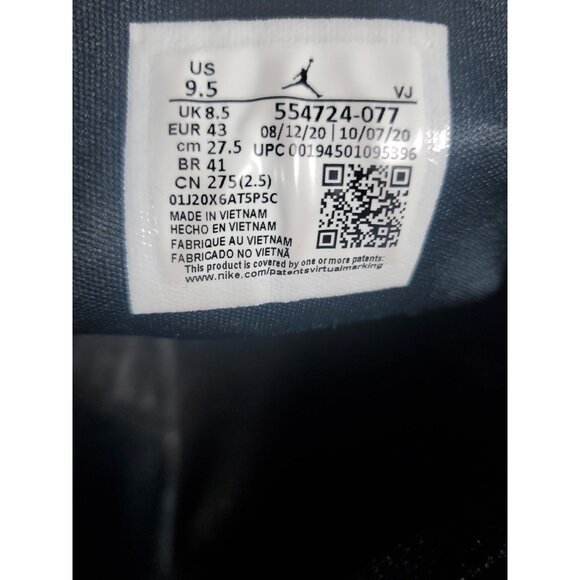 US
9.5
VJ
UK 8.5
554724-077
EUR 43
08/12/20 | 10/07/20
cm 27.5
UPC 00194501095396
BR 41
CN 275(2.5)
01J20X6AT5P5C
MADE IN VIETNAM
HECHO EN VIETNAM
FABRIQUE AU VIETNAM
FABRICADO NO VIETNÃ
This product is covered by one or more patents
www.nike.com/patentsvirtualmarking